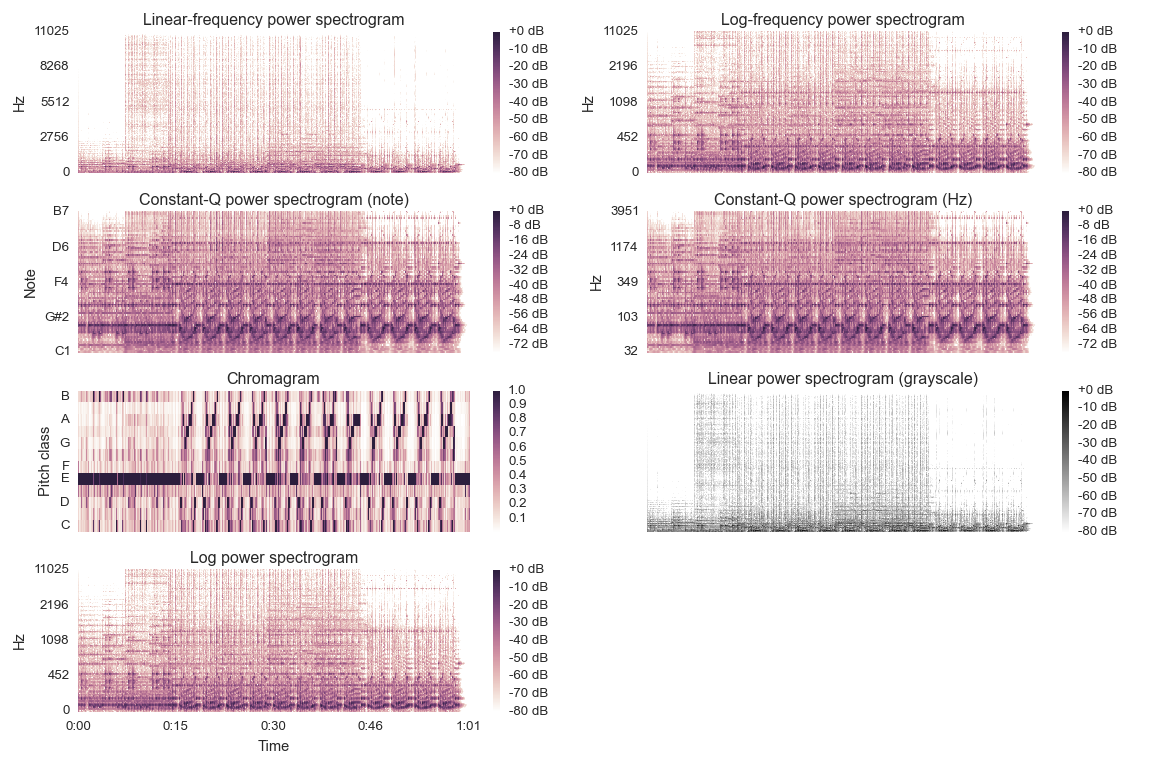 Linear-frequency power spectrogram
11025
8268
5512
2756
0
Hz
+0 dB
-10 dB
-20 dB
-30 dB
-40 dB
-50 dB
-60 dB
-70 dB
-80 dB
Log-frequency power spectrogram
11025
2196
1098
452
0
Hz
+0 dB
-10 dB
-20 dB
-30 dB
-40 dB
-50 dB
-60 dB
-70 dB
-80 dB
Constant-Q power spectrogram (note)
B7
D6
F4
G#2
C1
Note
+0 dB
-8 dB
-16 dB
-24 dB
-32 dB
-40 dB
-48 dB
-56 dB
-64 dB
-72 dB
Constant-Q power spectrogram (Hz)
3951
1174
349
103
32
Hz
+0 dB
-8 dB
-16 dB
-24 dB
-32 dB
-40 dB
-48 dB
-56 dB
-64 dB
-72 dB
Chromagram
B
A
G
F
E
D
C
Pitch class
1.0
0.9
0.8
0.7
0.6
0.5
0.4
0.3
0.2
0.1
Linear power spectrogram (grayscale)
+0 dB
-10 dB
-20 dB
-30 dB
-40 dB
-50 dB
-60 dB
-70 dB
-80 dB
Log power spectrogram
11025
2196
1098
452
0
Hz
+0 dB
-10 dB
-20 dB
-30 dB
-40 dB
-50 dB
-60 dB
-70 dB
-80 dB
0:00 0:15 0:30 0:46 1:01
Time